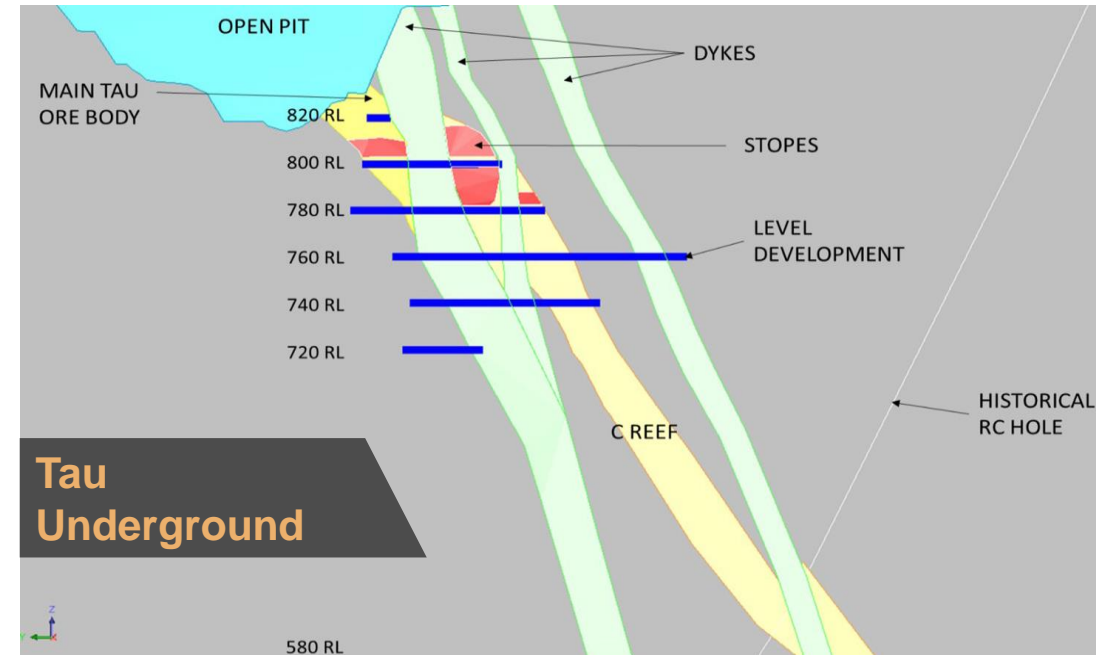 OPEN PIT
DYKES
MAIN TAU
ORE BODY
820 RL
STOPES
800 RL
780 RL
LEVEL
DEVELOPMENT
760 RL
740 RL
720 RL
HISTORICAL
RC HOLE
C REEF
Tau
Underground
Z
Y
X
580 RL